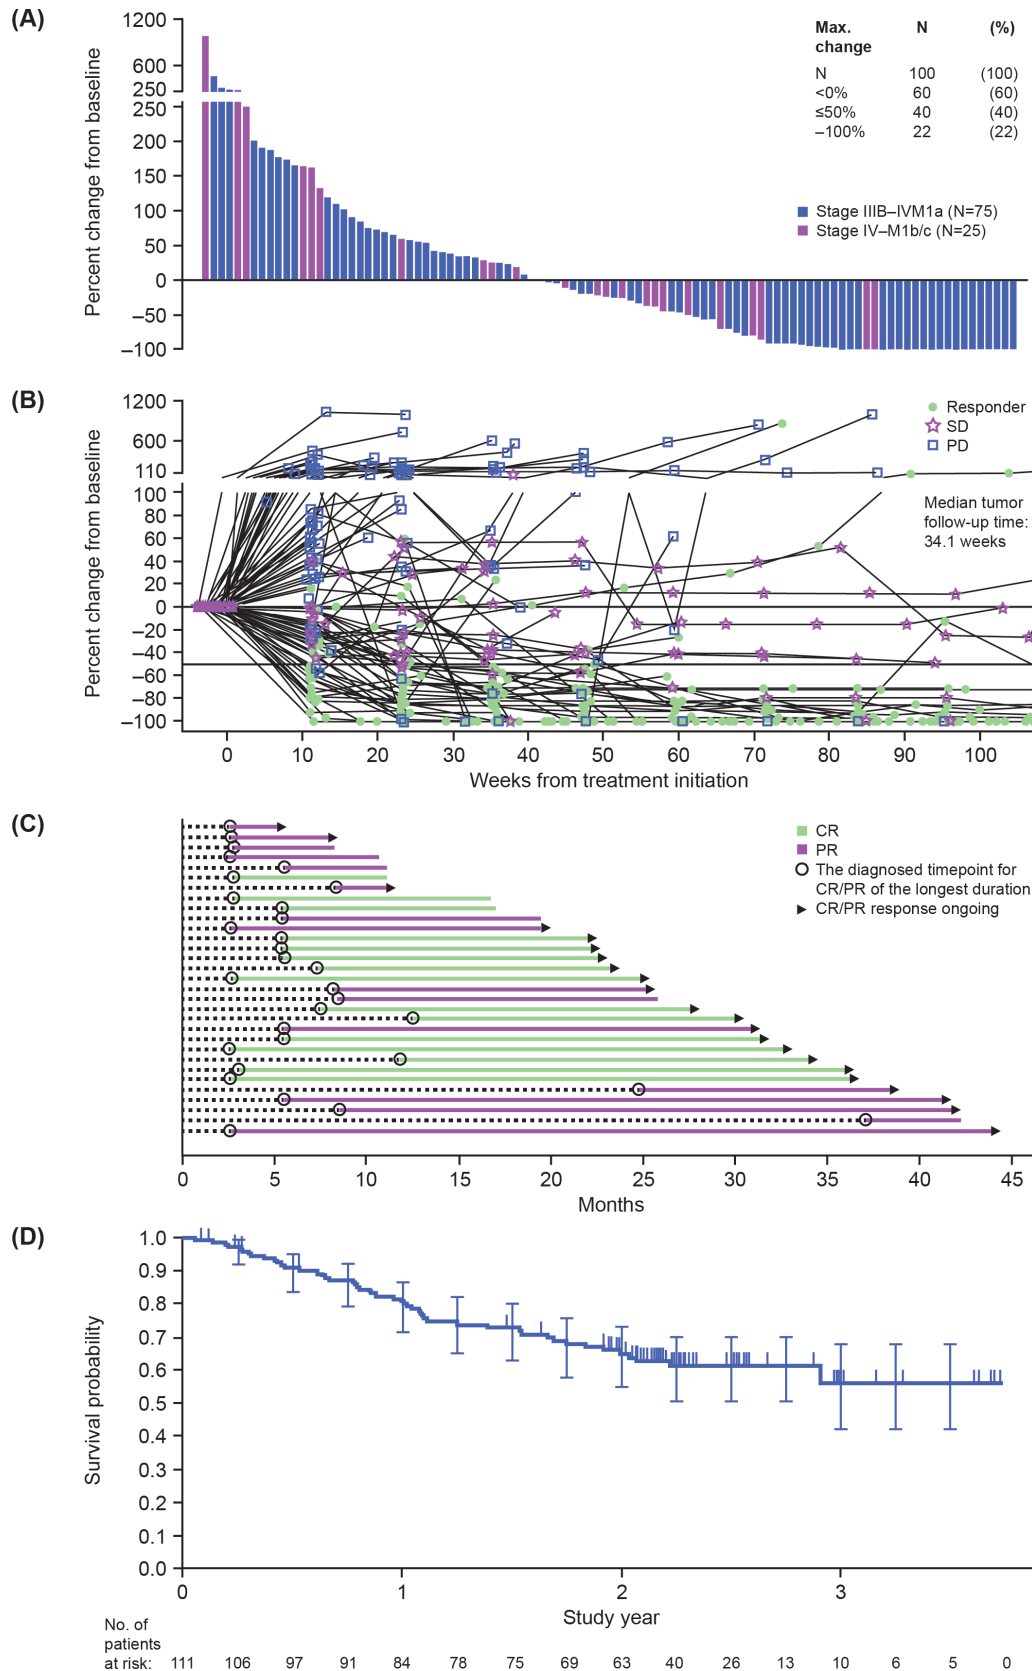 (A)
Percent change from baseline
1200
600
250
250
200
150
100
50
0
–50
–100
Max. change N (%)
N 100 (100)
<0% 60 (60)
≤50% 40 (40)
–100% 22 (22)
Stage IIIB–IVM1a (N=75)
Stage IV–M1b/c (N=25)
(B)
Percent change from baseline
1200
600
110
100
80
60
40
20
0
–20
–40
–60
–80
–100
Responder
SD
PD
Median tumor
follow-up time:
34.1 weeks
0 10 20 30 40 50 60 70 80 90 100
Weeks from treatment initiation
(C)
CR
PR
The diagnosed timepoint for
CR/PR of the longest duration
CR/PR response ongoing
0 5 10 15 20 25 30 35 40 45
Months
(D)
Survival probability
1.0
0.9
0.8
0.7
0.6
0.5
0.4
0.3
0.2
0.1
0.0
0 1 2 3
Study year
No. of
patients
at risk: 111 106 97 91 84 78 75 69 63 40 26 13 10 6 5 0